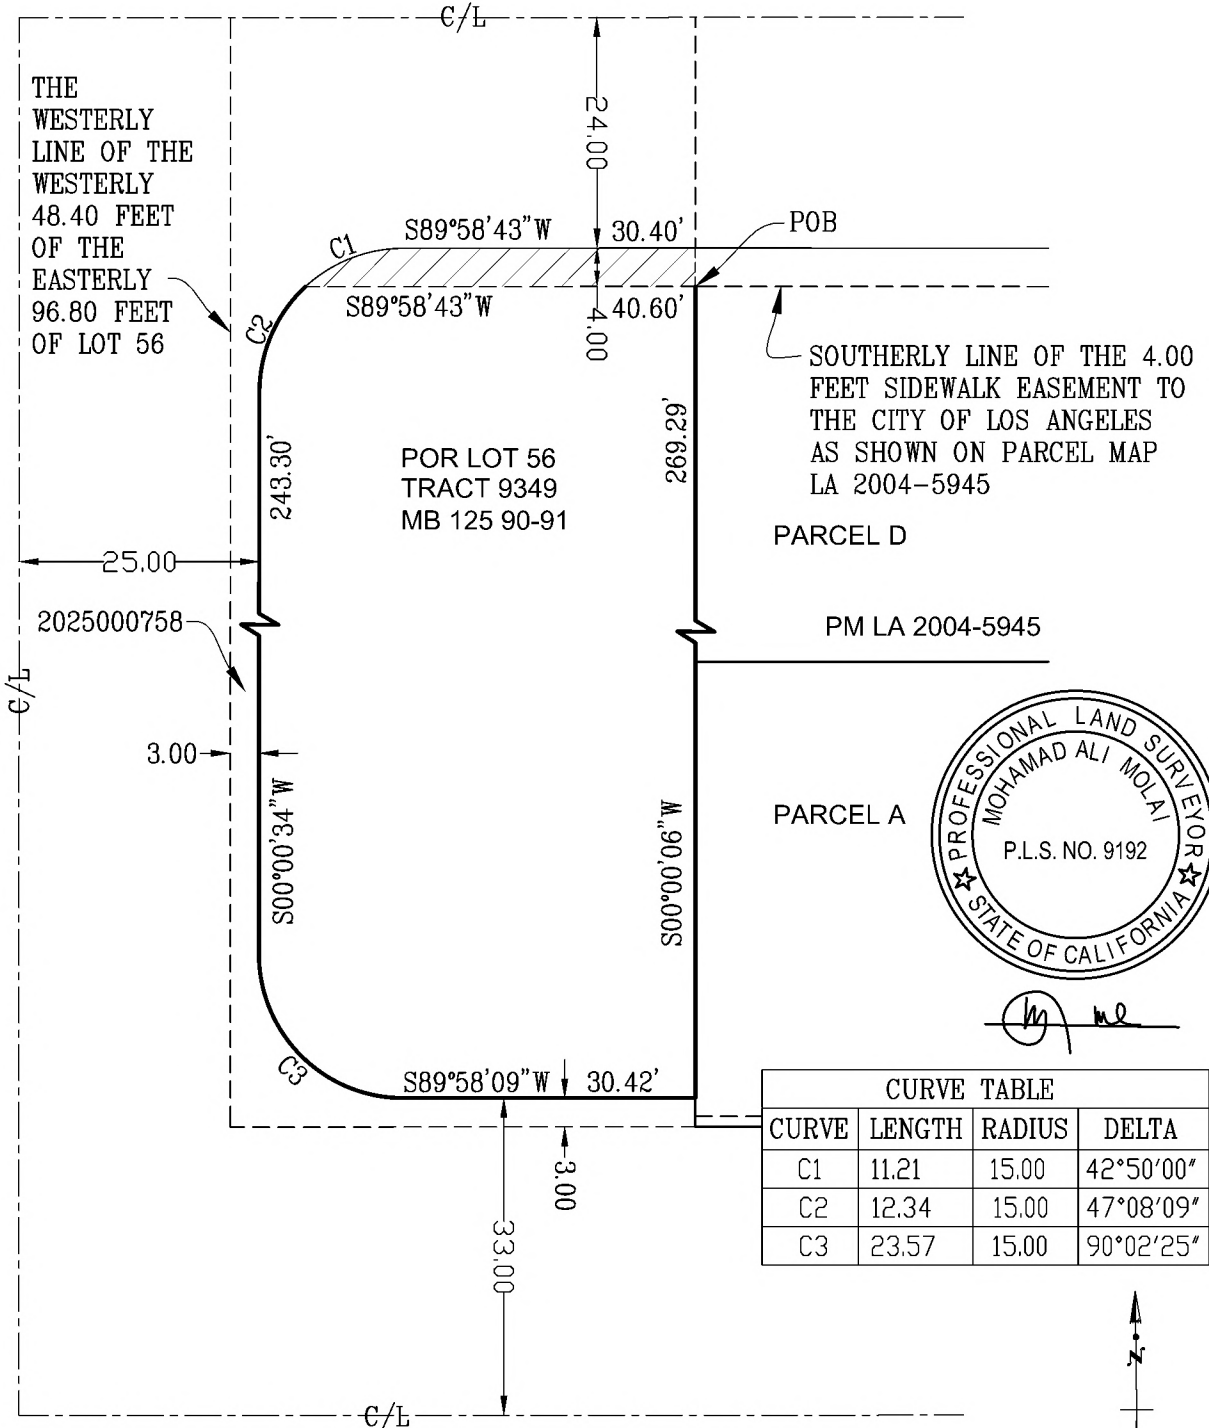 C/L
THE
WESTERLY
LINE OF THE
WESTERLY
48.40 FEET
OF THE
EASTERLY
96.80 FEET
OF LOT 56
24.00
POB
S89°58'43"W 30.40'
C1
S89°58'43"W 40.60'
4.00
C2
SOUTHERLY LINE OF THE 4.00
FEET SIDEWALK EASEMENT TO
THE CITY OF LOS ANGELES
AS SHOWN ON PARCEL MAP
LA 2004-5945
243.30'
269.29'
POR LOT 56
TRACT 9349
MB 125 90-91
PARCEL D
25.00
2025000758
PM LA 2004-5945
C/L
3.00
S00°00'34"W
S00°00'06"W
PARCEL A
PROFESSIONAL LAND SURVEYOR
MOHAMAD ALI MOLAI
P.L.S. NO. 9192
STATE OF CALIFORNIA
C3
S89°58'09"W 30.42'
3.00
33.00
CURVE TABLE
CURVE LENGTH RADIUS DELTA
C1 11.21 15.00 42°50'00"
C2 12.34 15.00 47°08'09"
C3 23.57 15.00 90°02'25"
N
C/L